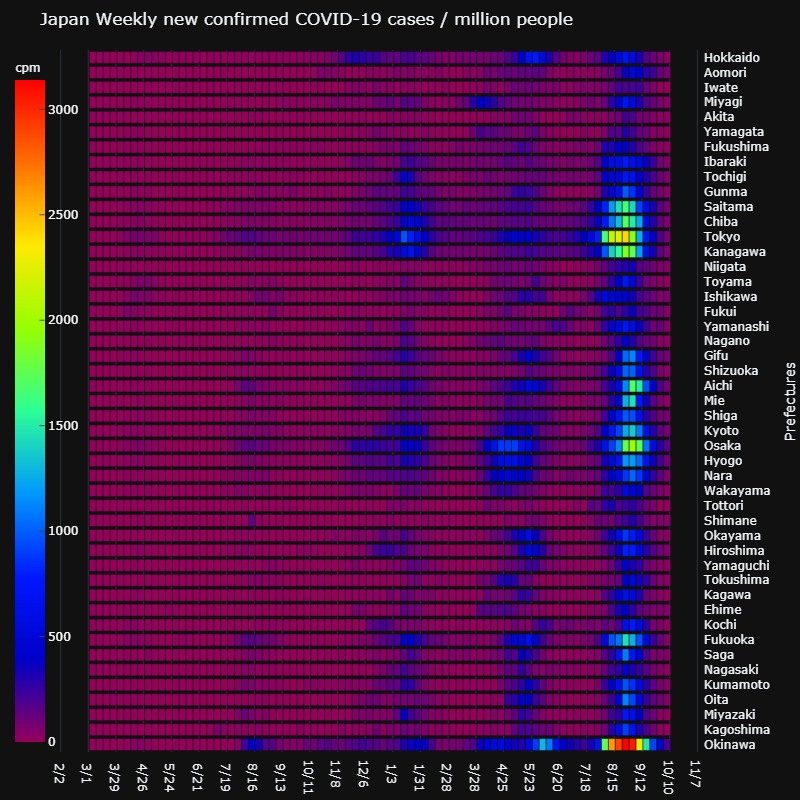 Japan Weekly new confirmed COVID-19 cases / million people
cpm
3000
2500
2000
1500
1000
500
0
Hokkaido
Aomori
Iwate
Miyagi
Akita
Yamagata
Fukushima
Ibaraki
Tochigi
Gunma
Saitama
Chiba
Tokyo
Kanagawa
Niigata
Toyama
Ishikawa
Fukui
Yamanashi
Nagano
Gifu
Shizuoka
Aichi
Mie
Shiga
Kyoto
Osaka
Hyogo
Nara
Wakayama
Tottori
Shimane
Okayama
Hiroshima
Yamaguchi
Tokushima
Kagawa
Ehime
Kochi
Fukuoka
Saga
Nagasaki
Kumamoto
Oita
Miyazaki
Kagoshima
Okinawa
Prefectures
2/2
3/1
3/29
4/26
5/24
6/21
7/19
8/16
9/13
10/11
11/8
12/6
1/3
1/31
2/28
3/28
4/25
5/23
6/20
7/18
8/15
9/12
10/10
11/7